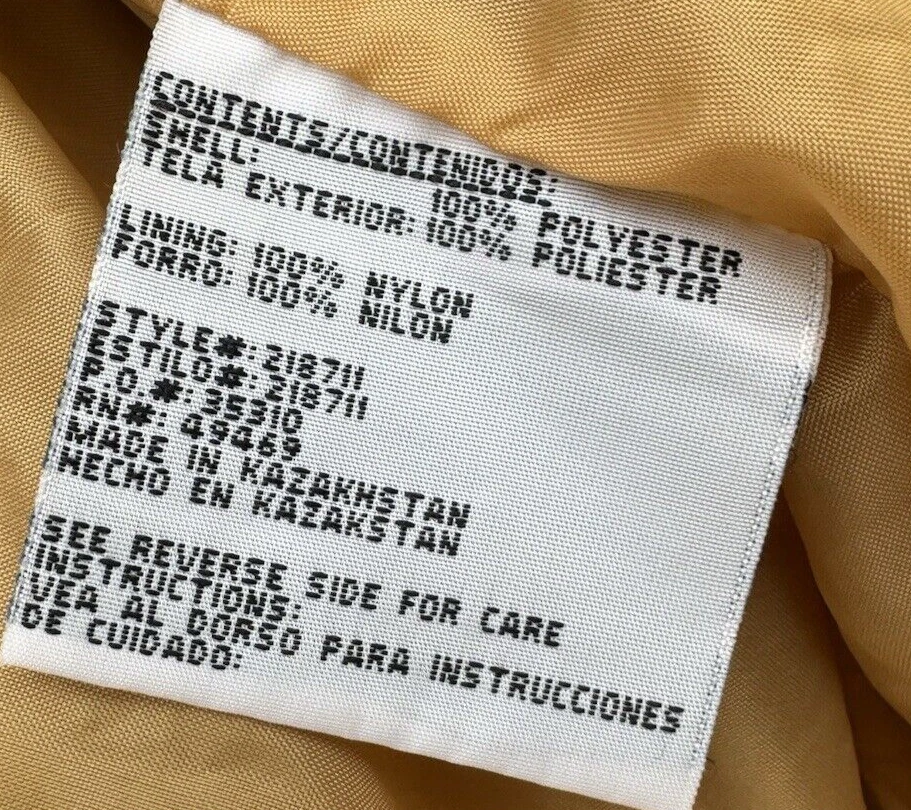 CONTENTS/CONTENIDOS:
SHELL: 100% POLYESTER
TELA EXTERIOR: 100% POLIESTER
LINING: 100% NYLON
FORRO: 100% NILON
STYLE#: 218711
ESTILO#: 218711
P.O.#: 35310
RN#: 49469
MADE IN KAZAKHSTAN
HECHO EN KAZAKSTAN
SEE REVERSE SIDE FOR CARE
INSTRUCTIONS:
VEA AL DORSO PARA INSTRUCCIONES
DE CUIDADO: